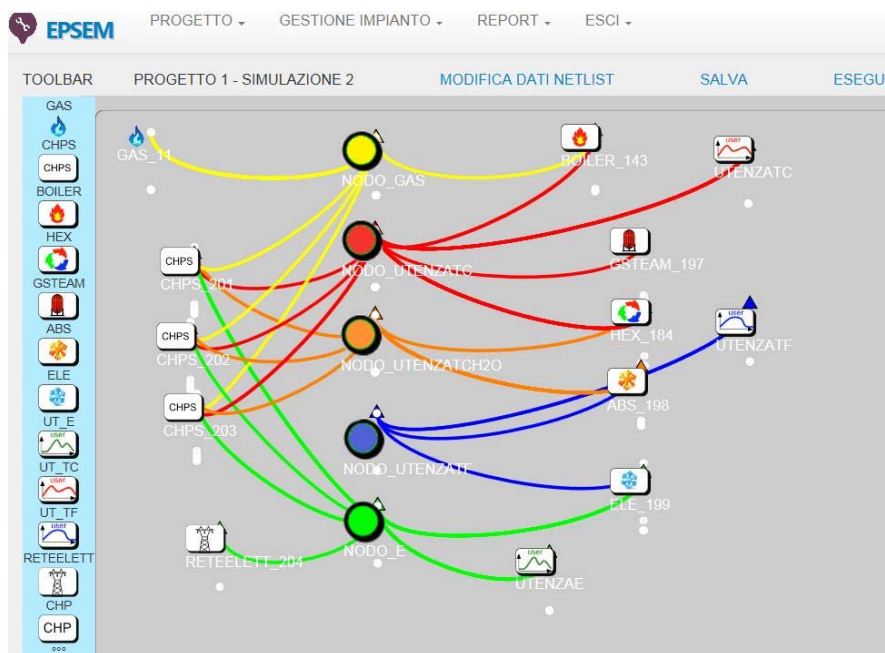 EPSEM
PROGETTO
GESTIONE IMPIANTO
REPORT
ESCI
TOOLBAR
PROGETTO 1 - SIMULAZIONE 2
MODIFICA DATI NETLIST
SALVA
ESEGU
GAS
CHPS
CHPS
BOILER
HEX
GSTEAM
ABS
ELE
UT_E
user
UT_TC
user
UT_TF
user
RETEELETT
CHP
CHP
GAS_11
NODO_GAS
BOILER_143
user
UTENZATC
CHPS
CHPS_201
NODO_UTENZATC
GSTEAM_197
CHPS
CHPS_202
NODO_UTENZATCH2O
HEX_184
user
UTENZATF
CHPS
CHPS_203
ABS_198
NODO_UTENZATF
ELE_199
RETEELETT_204
NODO_E
user
UTENZAE